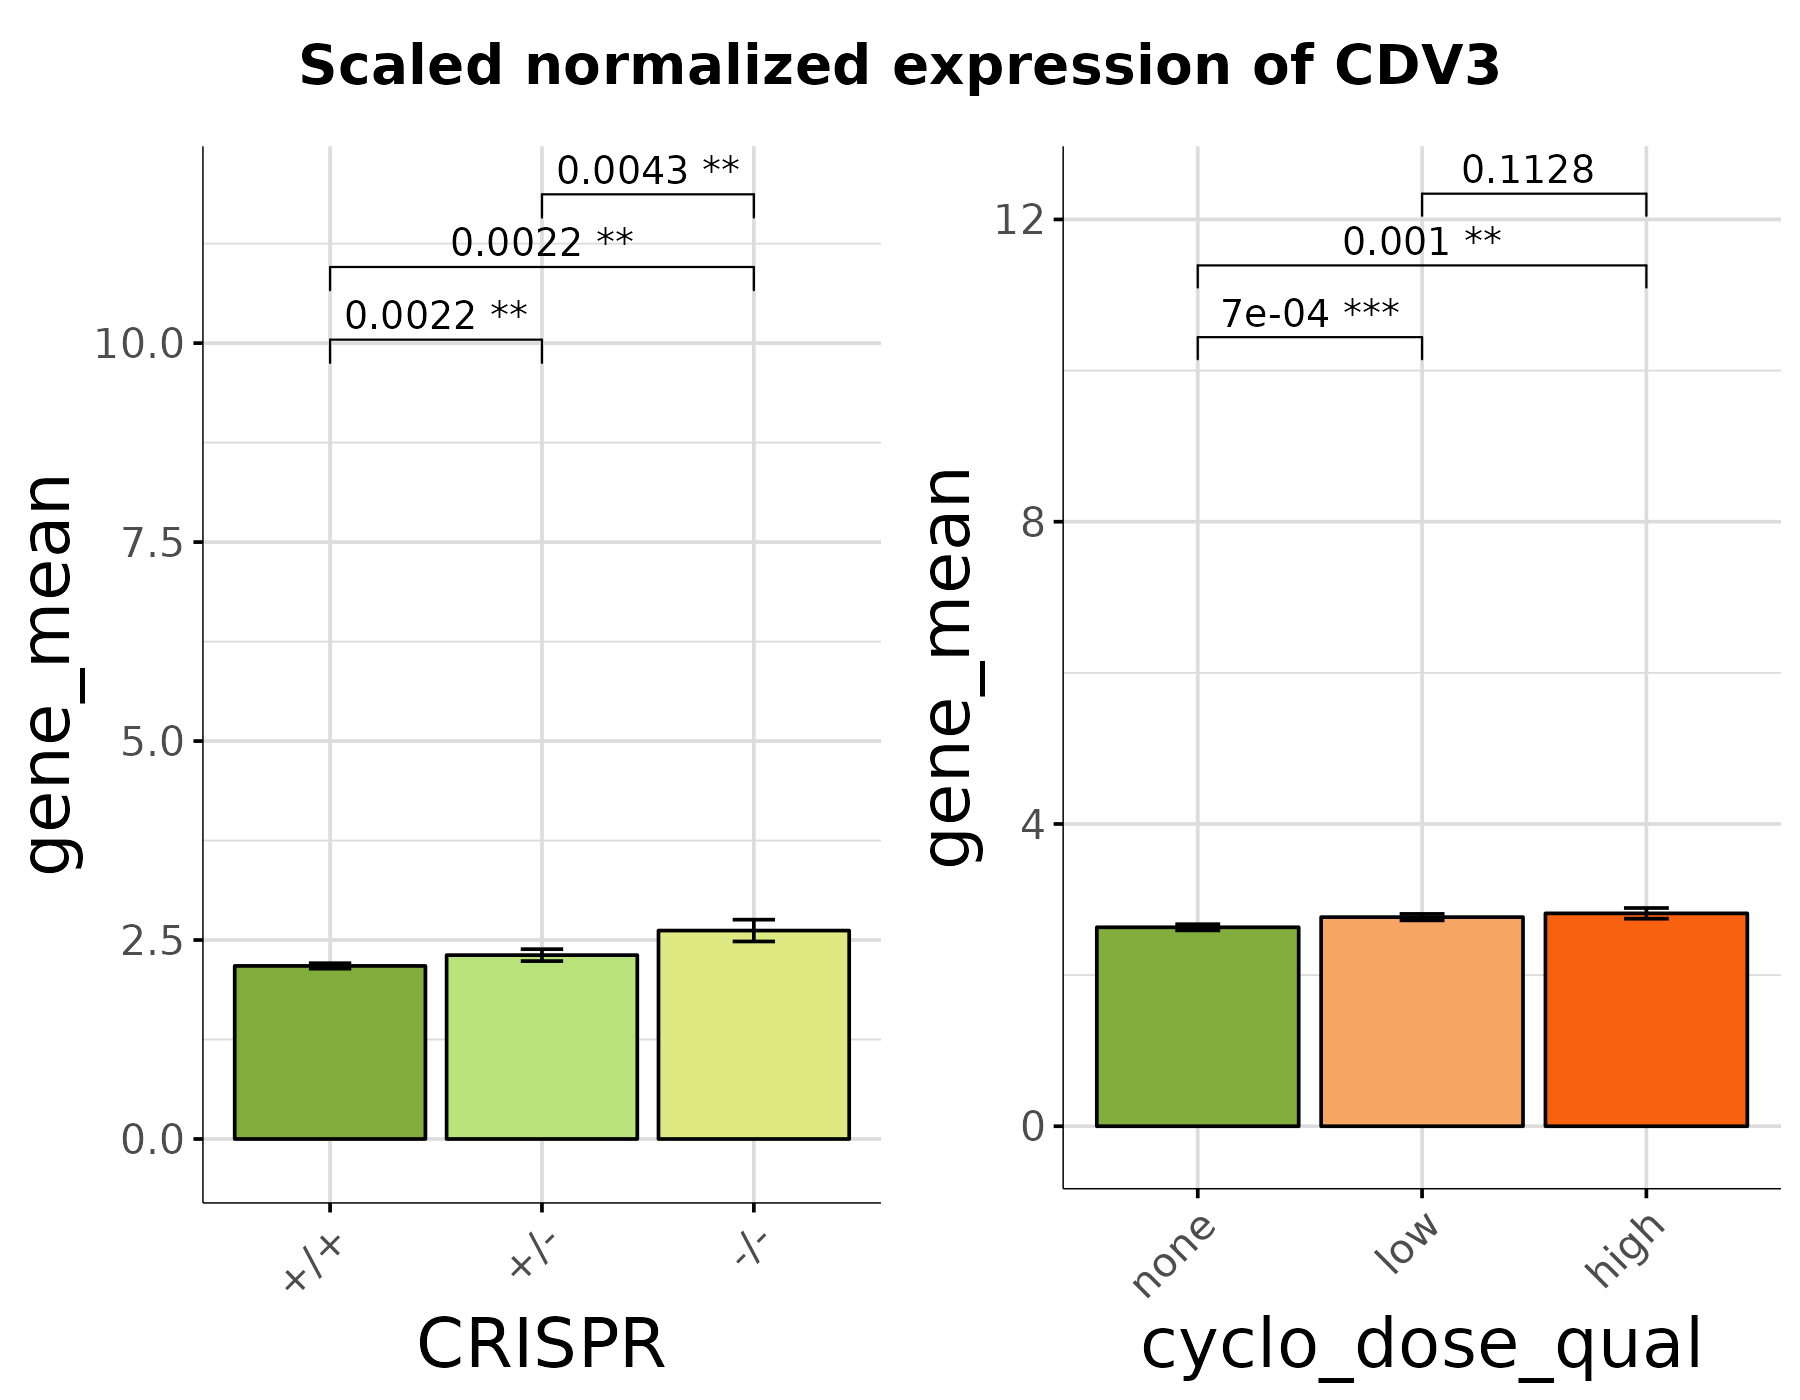 Scaled normalized expression of CDV3
0.0043 **
0.0022 **
0.0022 **
10.0
7.5
5.0
2.5
0.0
gene_mean
+/+
+/-
-/-
CRISPR
0.1128
0.001 **
7e-04 ***
12
8
4
0
gene_mean
none
low
high
cyclo_dose_qual